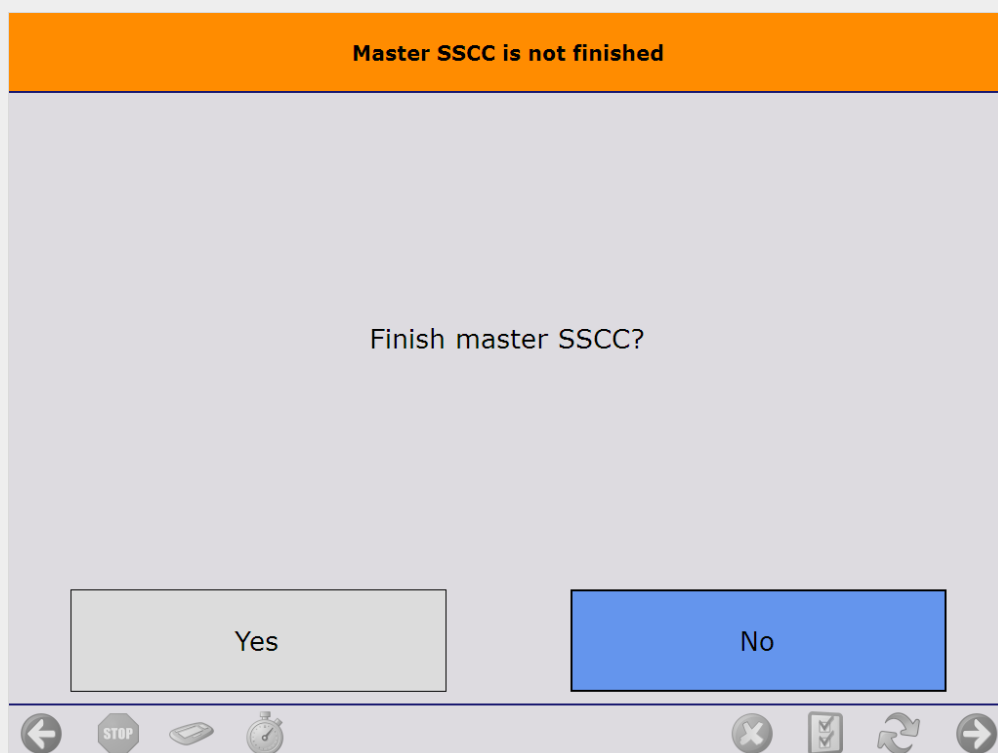 Master SSCC is not finished
Finish master SSCC?
Yes
No
STOP